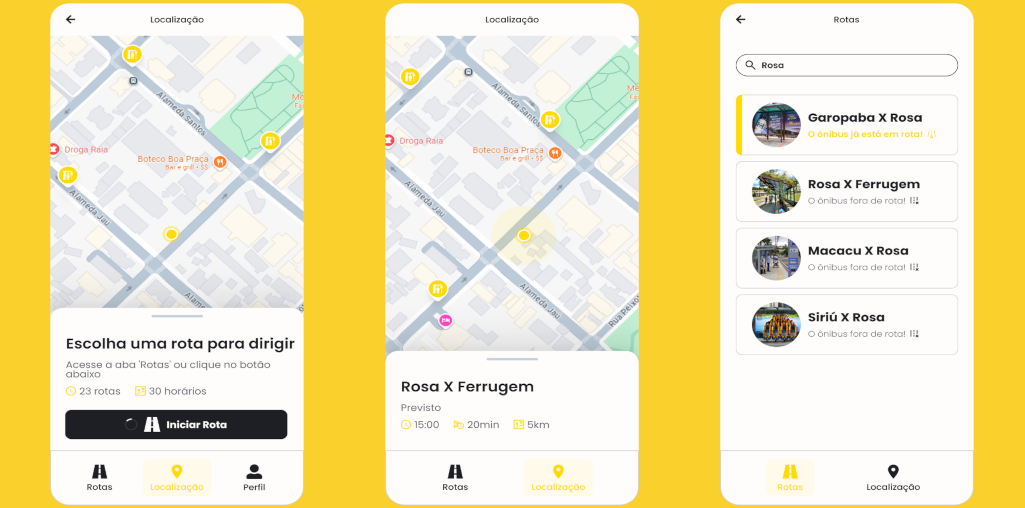 Localização
Alameda Santos
Droga Raia
Boteco Boa Praça
Bar e grill • $$
Alameda Jaú
Escolha uma rota para dirigir
Acesse a aba 'Rotas' ou clique no botão
abaixo
23 rotas
30 horários
Iniciar Rota
Rotas
Localização
Perfil
Localização
Alameda Santos
Droga Raia
Boteco Boa Praça
Bar e grill • $$
Alameda Jaú
Alameda Jaú
Rosa X Ferrugem
Previsto
15:00
20min
5km
Rotas
Localização
Rotas
Rosa
Garopaba X Rosa
O ônibus já está em rota!
Rosa X Ferrugem
O ônibus fora de rota!
Macacu X Rosa
O ônibus fora de rota!
Siriú X Rosa
O ônibus fora de rota!
Rotas
Localização